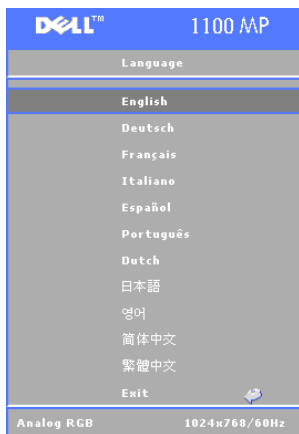 DELL™ 1100 MP
Language
English
Deutsch
Français
Italiano
Español
Português
Dutch
日本語
영어
简体中文
繁體中文
Exit
Analog RGB 1024x768/60Hz